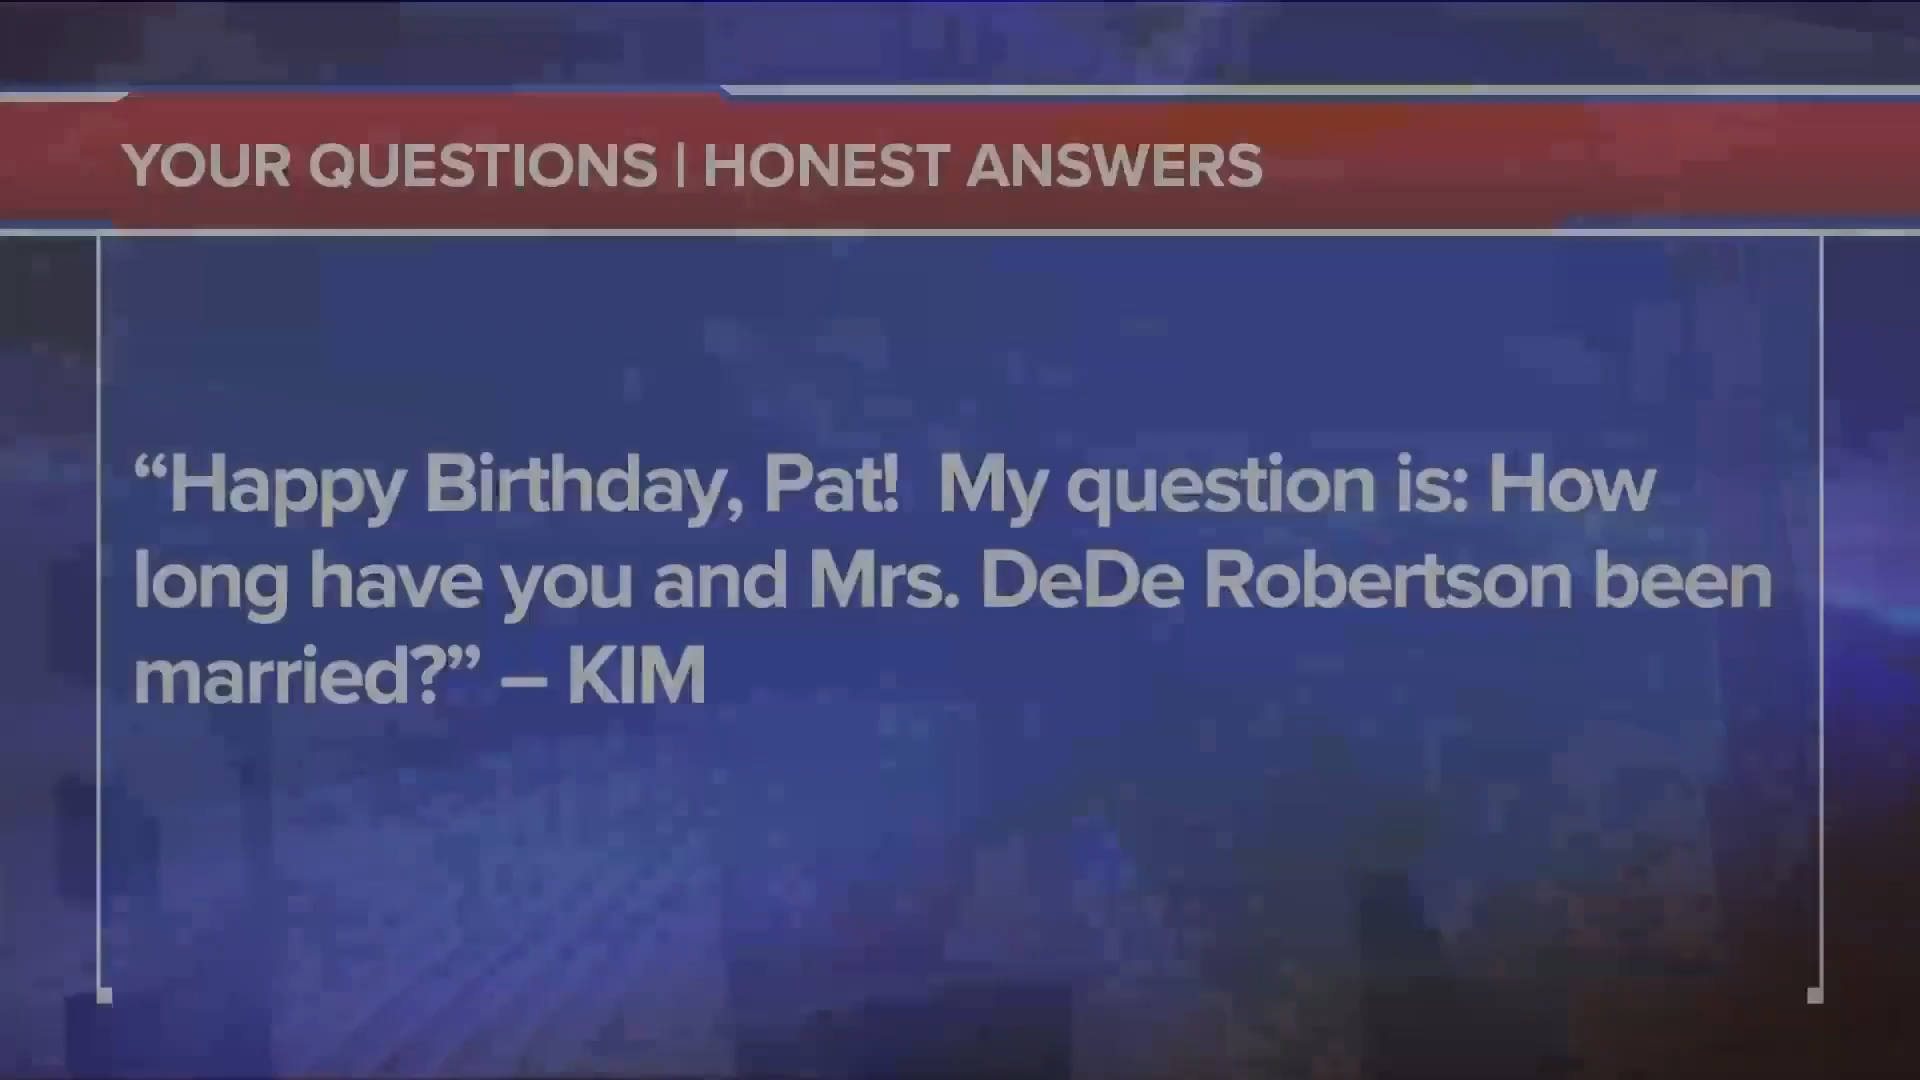 YOUR QUESTIONS | HONEST ANSWERS
“Happy Birthday, Pat!  My question is: How
long have you and Mrs. DeDe Robertson been
married?” – KIM